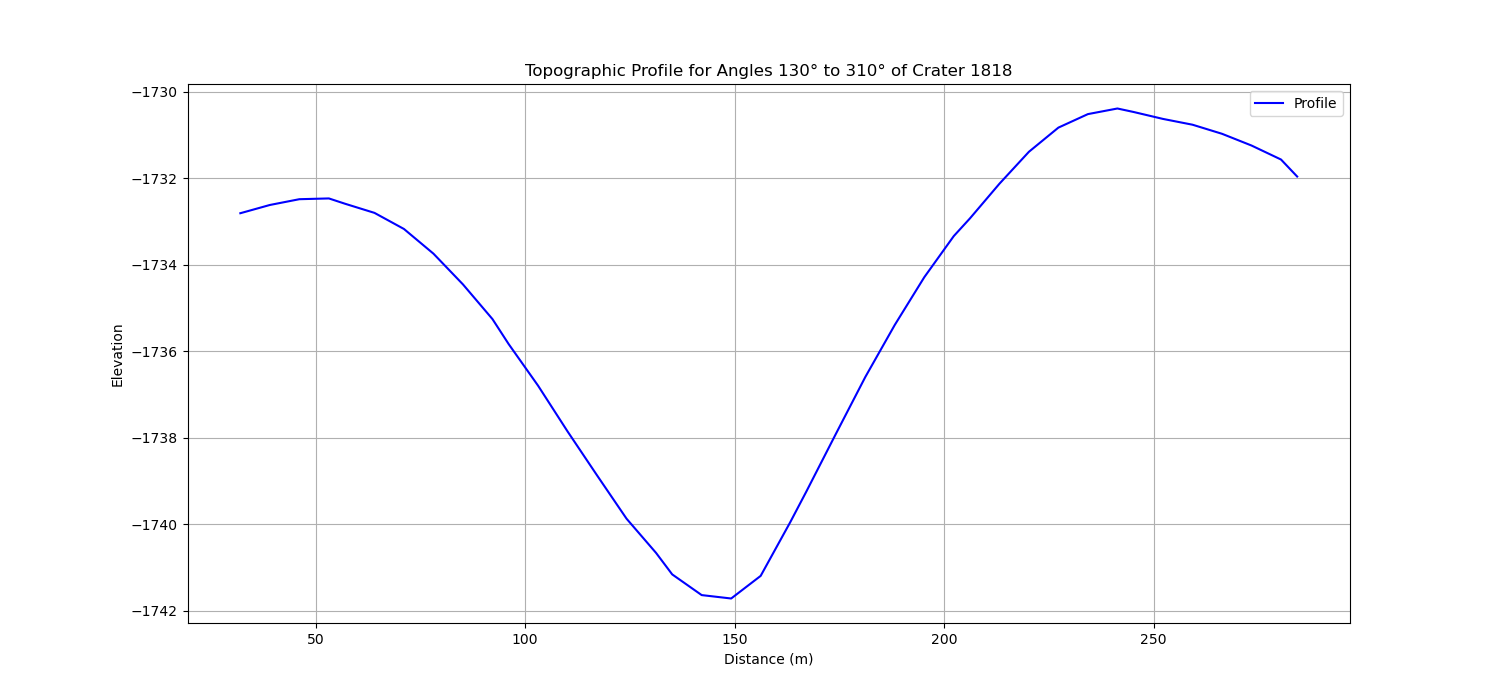 Topographic Profile for Angles 130° to 310° of Crater 1818
Profile
Elevation
−1730
−1732
−1734
−1736
−1738
−1740
−1742
50 100 150 200 250
Distance (m)